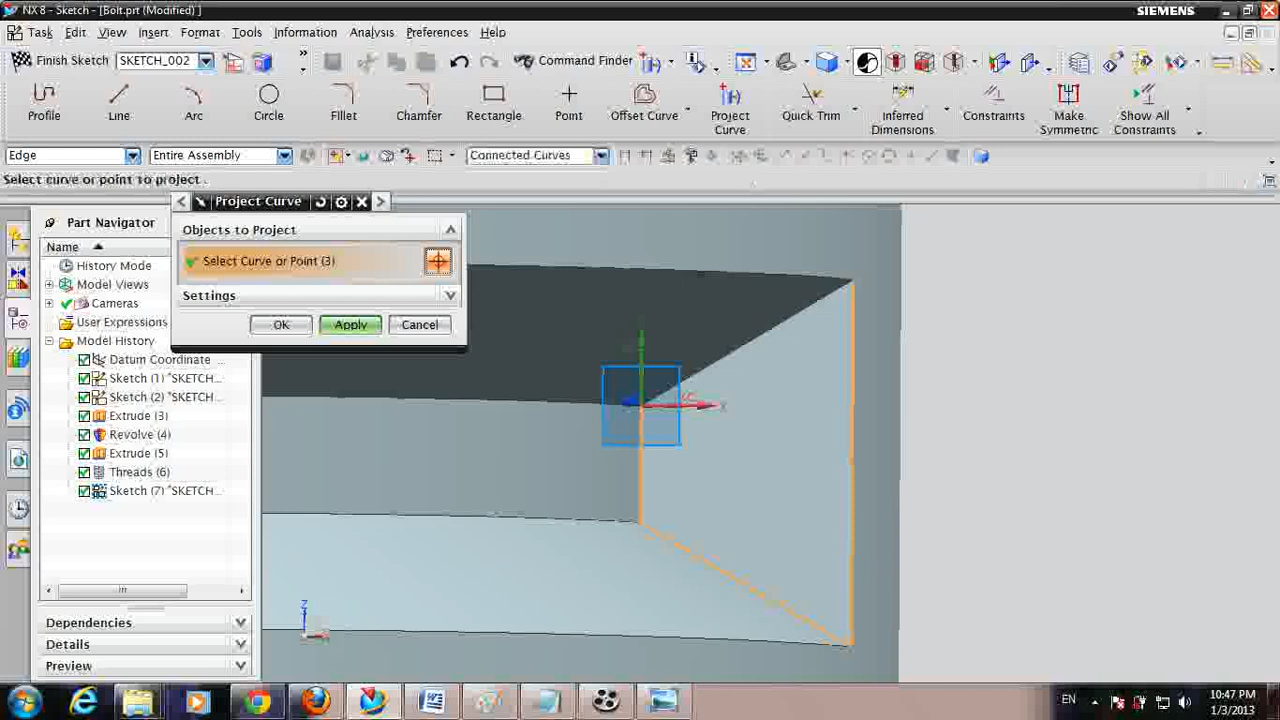 NX 8 - Sketch - [Bolt.prt (Modified) ]
SIEMENS
Task Edit View Insert Format Tools Information Analysis Preferences Help
Finish Sketch SKETCH_002 Command Finder
Profile Line Arc Circle Fillet Chamfer Rectangle Point Offset Curve Project Curve Quick Trim Inferred Dimensions Constraints Make Symmetric Show All Constraints
Edge Entire Assembly Connected Curves
Select curve or point to project .
Project Curve
Objects to Project
Select Curve or Point (3)
Settings
OK Apply Cancel
Part Navigator
Name
History Mode
Model Views
Cameras
User Expressions
Model History
Datum Coordinate ...
Sketch (1) "SKETCH...
Sketch (2) "SKETCH...
Extrude (3)
Revolve (4)
Extrude (5)
Threads (6)
Sketch (7) "SKETCH...
Dependencies
Details
Preview
X
Z
EN
10:47 PM
1/3/2013